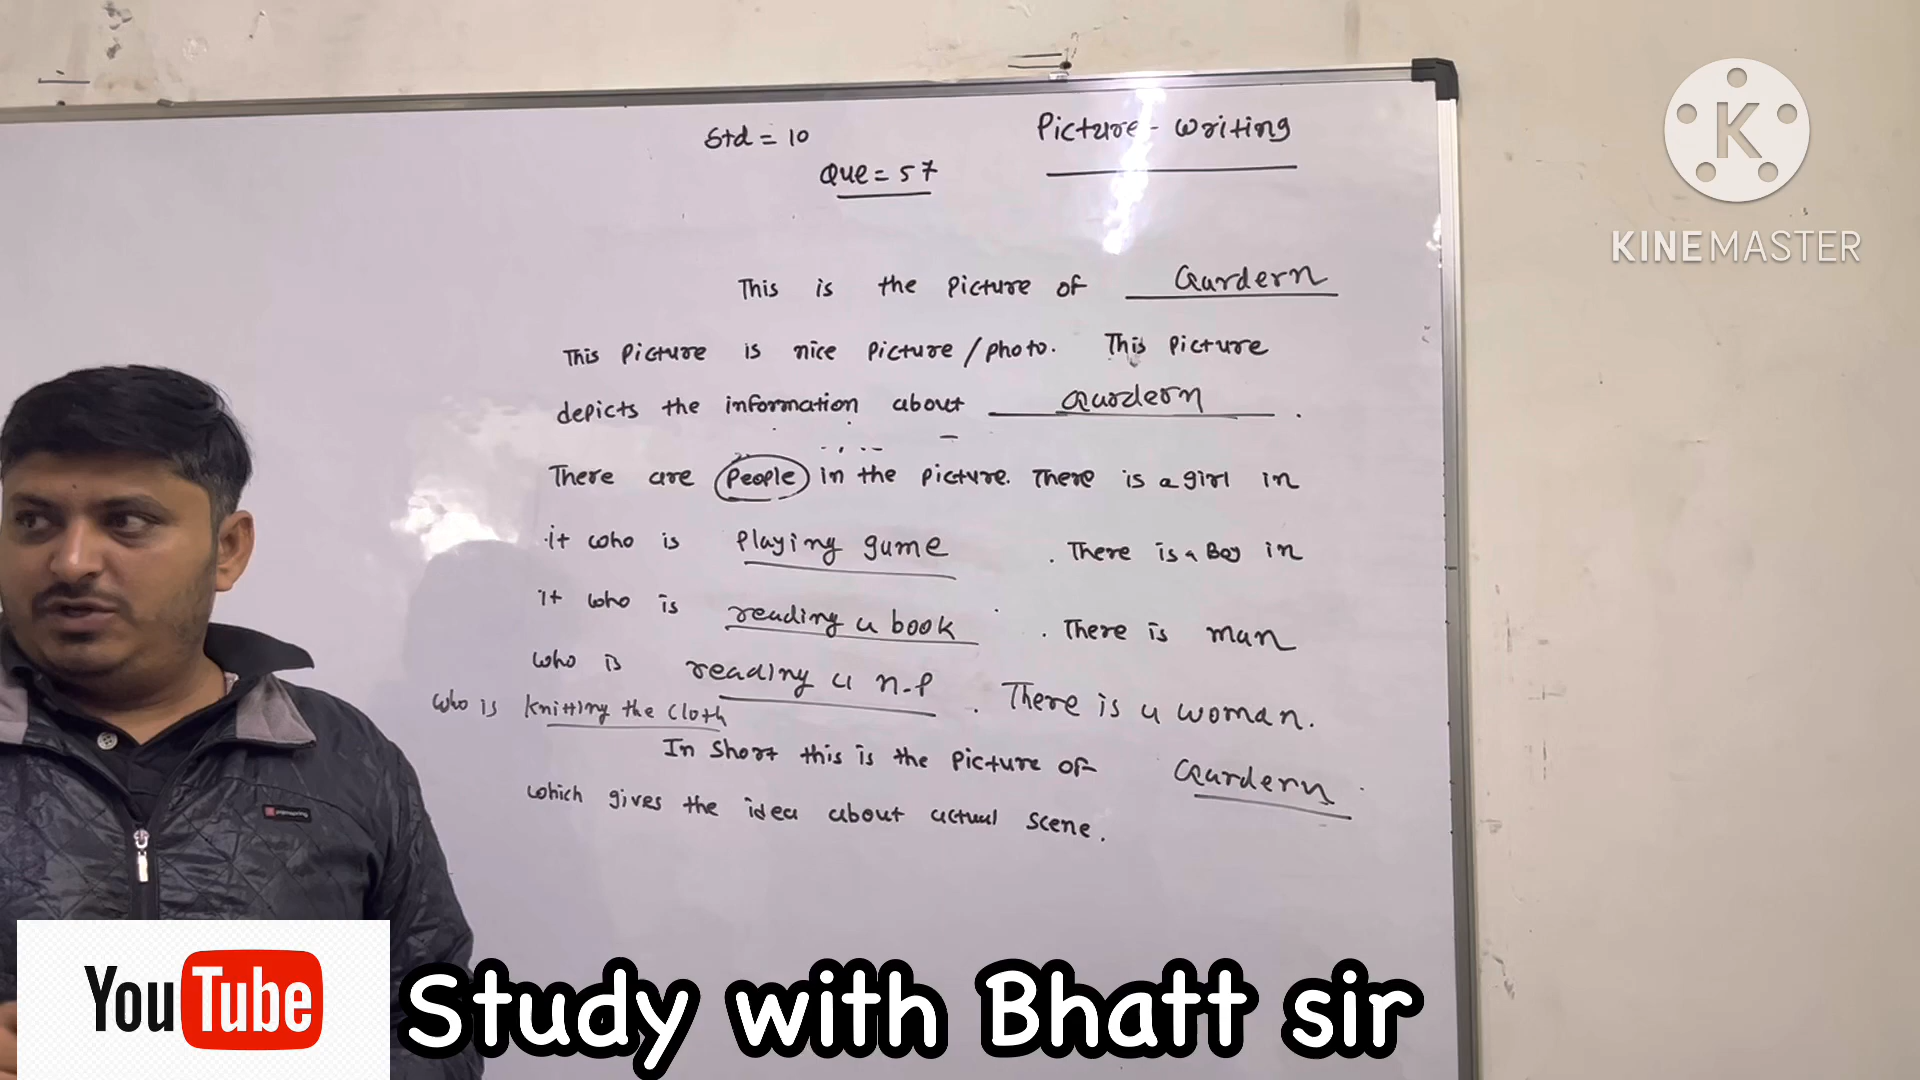 Std = 10
Picture - Writing
Que = 57
KINEMASTER
This is the Picture of Gardern
This Picture is nice Picture / Photo. This Picture
depicts the information about Gardern .
There are People in the Picture. There is a girl in
it who is Playing game . There is a Boy in
it who is reading a book . There is man
who is reading a n.P . There is a woman.
who is Knitting the Cloth
In Short this is the Picture of Gardern .
which gives the idea about actual Scene .
YouTube
Study with Bhatt sir